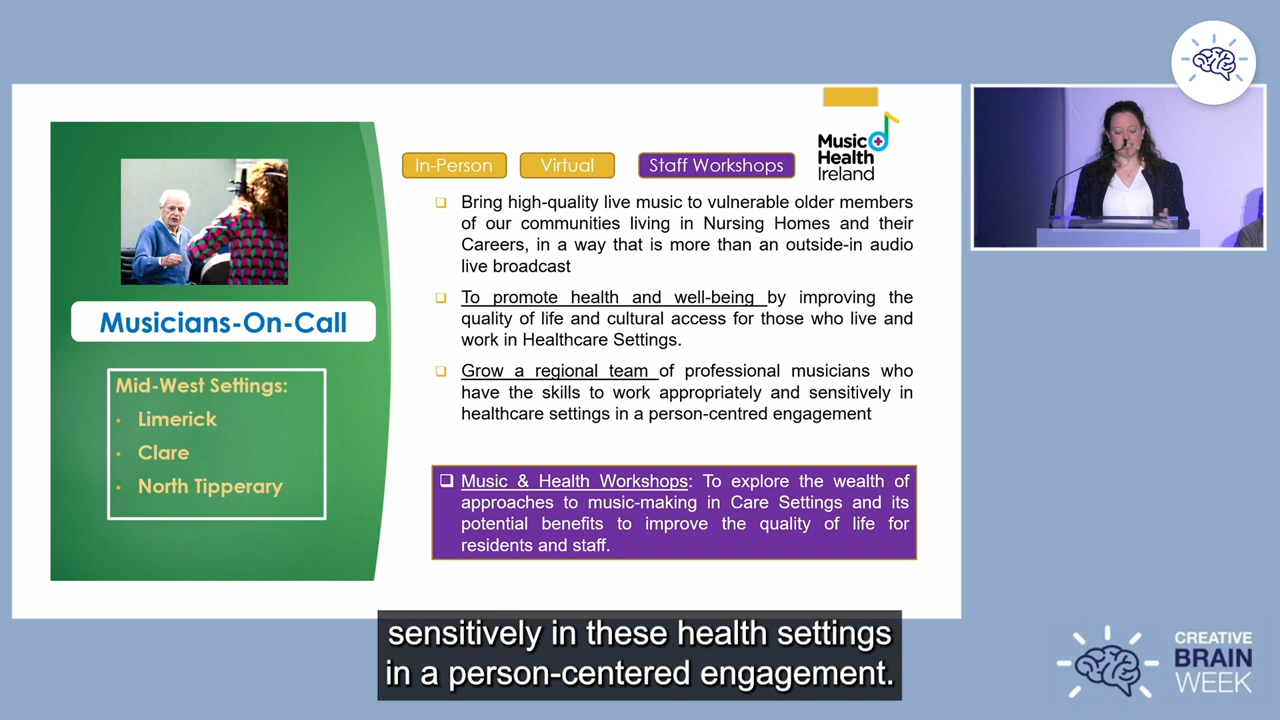 Music
Health
Ireland
In-Person
Virtual
Staff Workshops
Bring high-quality live music to vulnerable older members
of our communities living in Nursing Homes and their
Careers, in a way that is more than an outside-in audio
live broadcast
To promote health and well-being by improving the
quality of life and cultural access for those who live and
work in Healthcare Settings.
Grow a regional team of professional musicians who
have the skills to work appropriately and sensitively in
healthcare settings in a person-centred engagement
Musicians-On-Call
Mid-West Settings:
• Limerick
• Clare
• North Tipperary
Music & Health Workshops: To explore the wealth of
approaches to music-making in Care Settings and its
potential benefits to improve the quality of life for
residents and staff.
sensitively in these health settings
in a person-centered engagement.
CREATIVE
BRAIN
WEEK